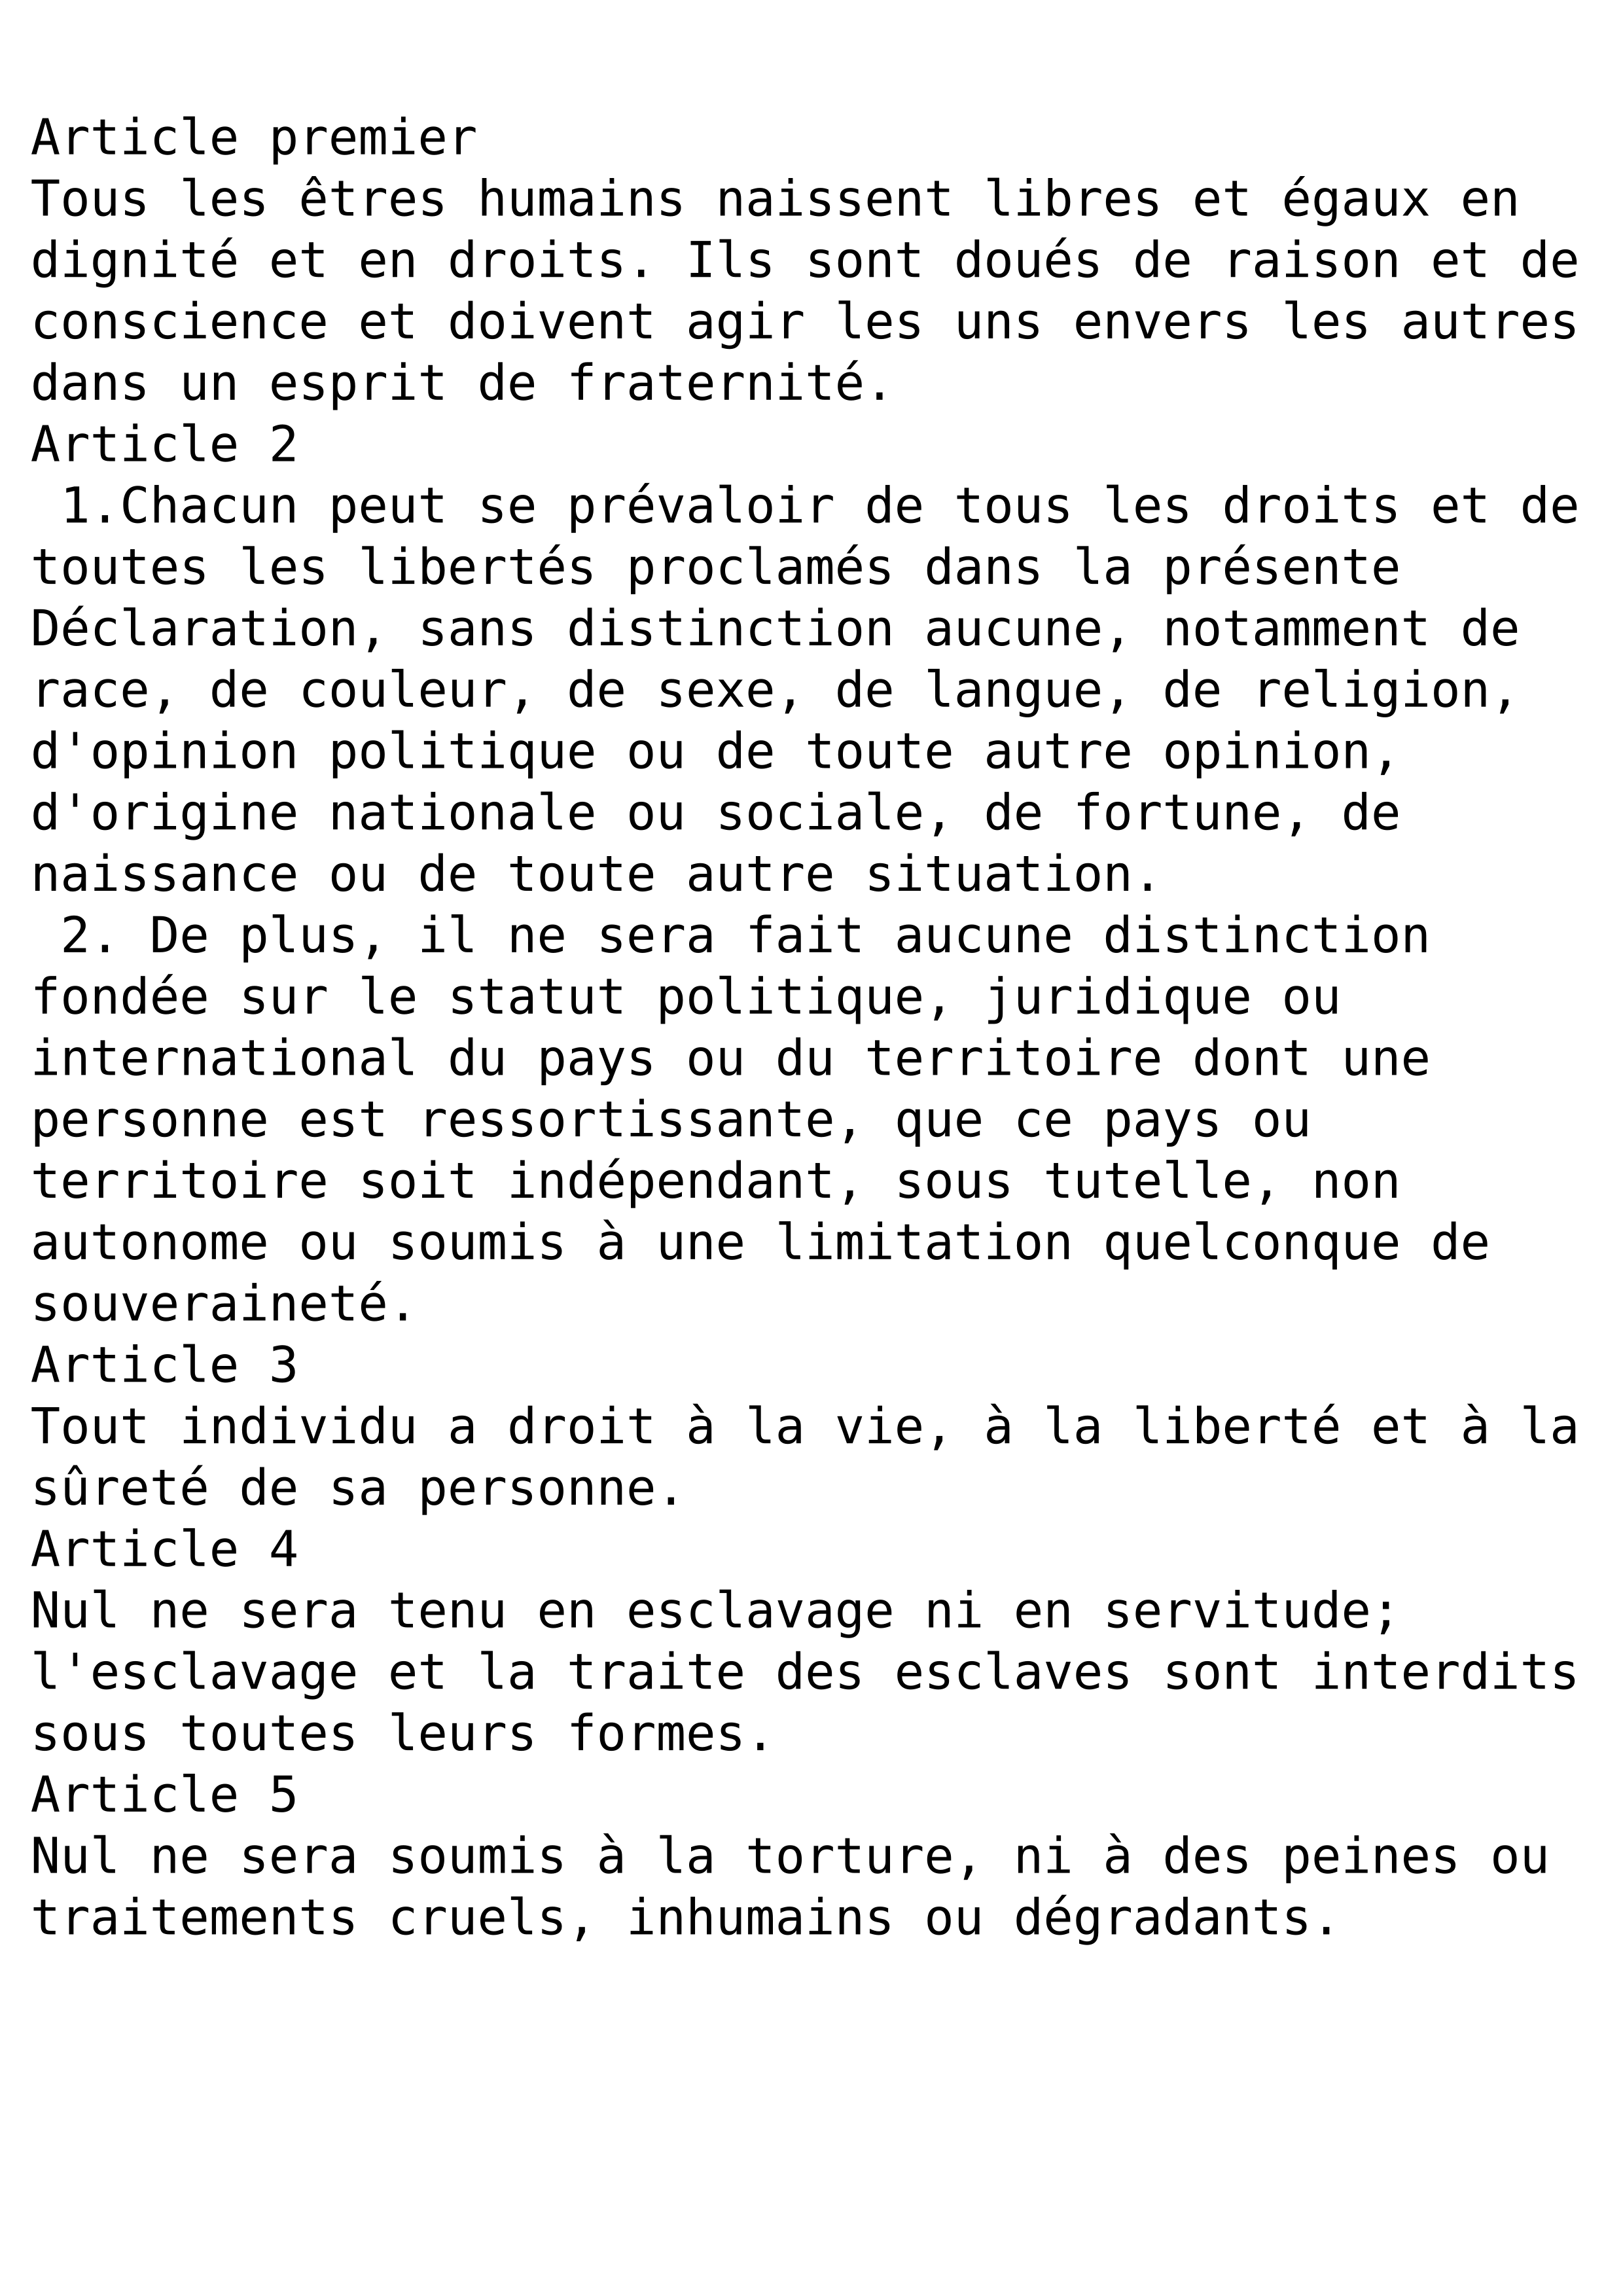 Article premier
Tous les êtres humains naissent libres et égaux en
dignité et en droits. Ils sont doués de raison et de
conscience et doivent agir les uns envers les autres
dans un esprit de fraternité.
Article 2
 1.Chacun peut se prévaloir de tous les droits et de
toutes les libertés proclamés dans la présente
Déclaration, sans distinction aucune, notamment de
race, de couleur, de sexe, de langue, de religion,
d'opinion politique ou de toute autre opinion,
d'origine nationale ou sociale, de fortune, de
naissance ou de toute autre situation.
 2. De plus, il ne sera fait aucune distinction
fondée sur le statut politique, juridique ou
international du pays ou du territoire dont une
personne est ressortissante, que ce pays ou
territoire soit indépendant, sous tutelle, non
autonome ou soumis à une limitation quelconque de
souveraineté.
Article 3
Tout individu a droit à la vie, à la liberté et à la
sûreté de sa personne.
Article 4
Nul ne sera tenu en esclavage ni en servitude;
l'esclavage et la traite des esclaves sont interdits
sous toutes leurs formes.
Article 5
Nul ne sera soumis à la torture, ni à des peines ou
traitements cruels, inhumains ou dégradants.